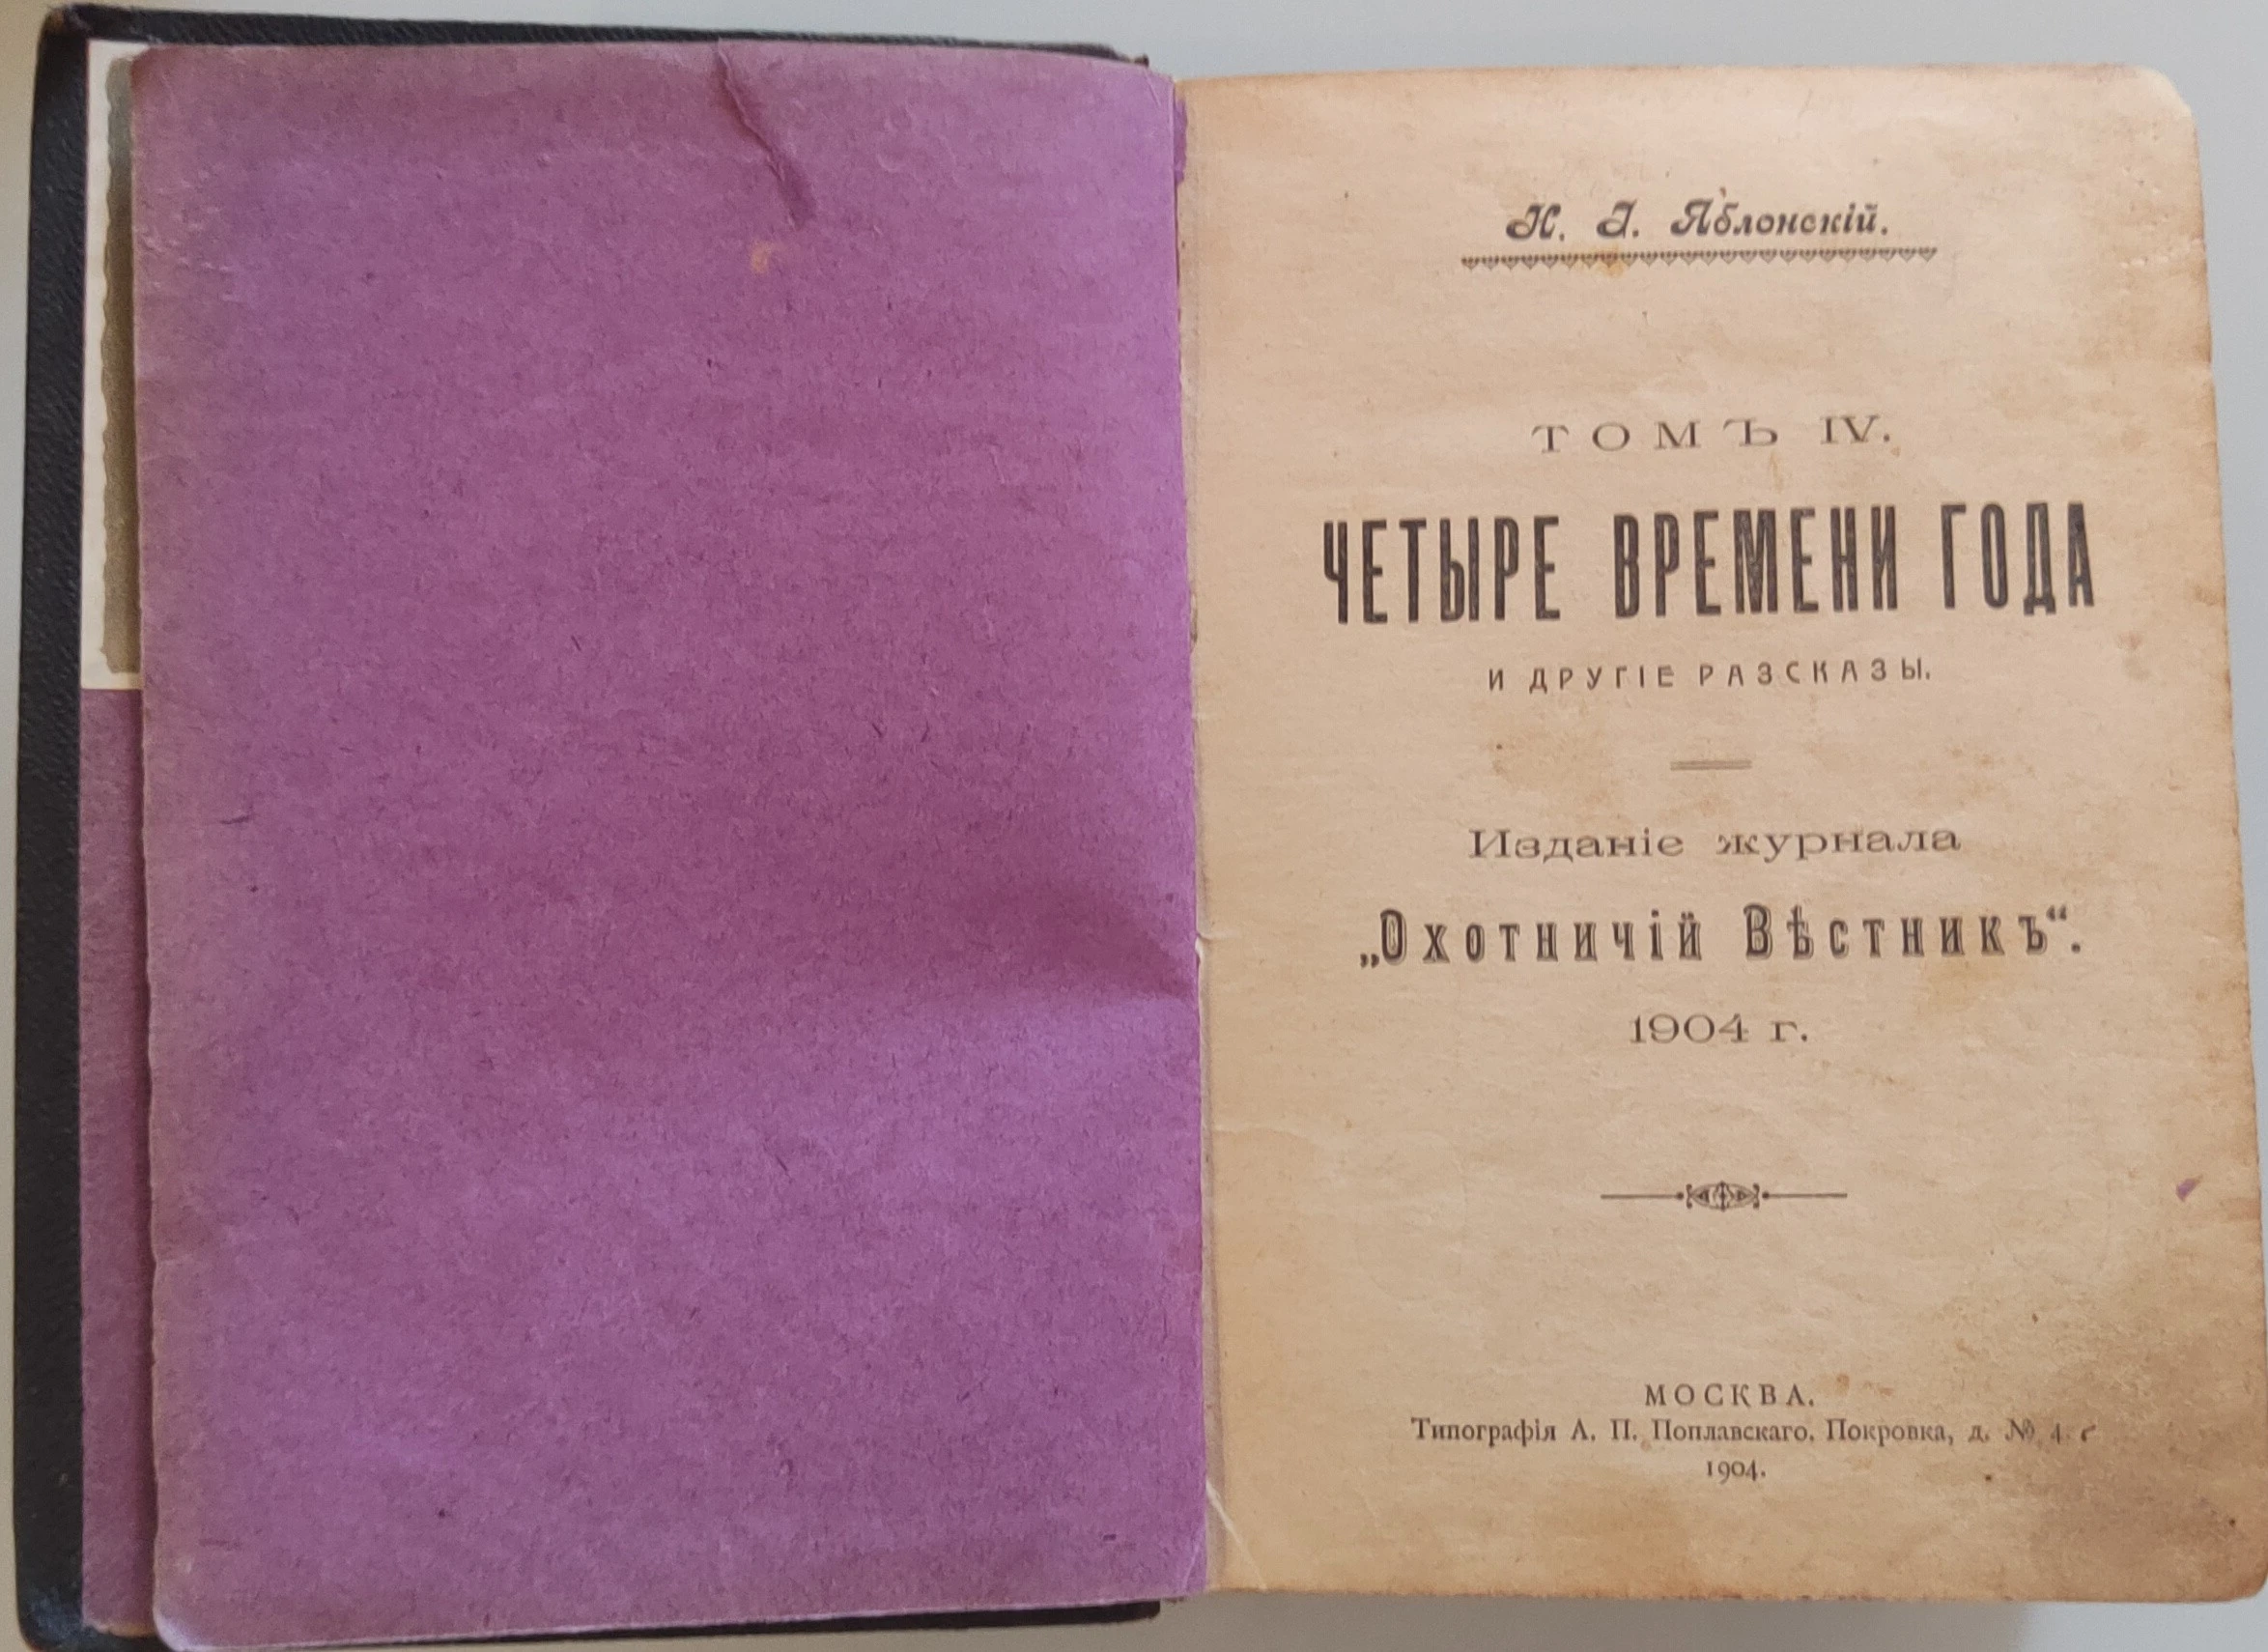 Н. І. Яблонскій.
ТОМЪ IV.
ЧЕТЫРЕ ВРЕМЕНИ ГОДА
И ДРУГІЕ РАЗСКАЗЫ.
Изданіе журнала
„Охотничій Вѣстникъ“.
1904 г.
МОСКВА.
Типографія А. П. Поплавскаго, Покровка, д. № 4.
1904.